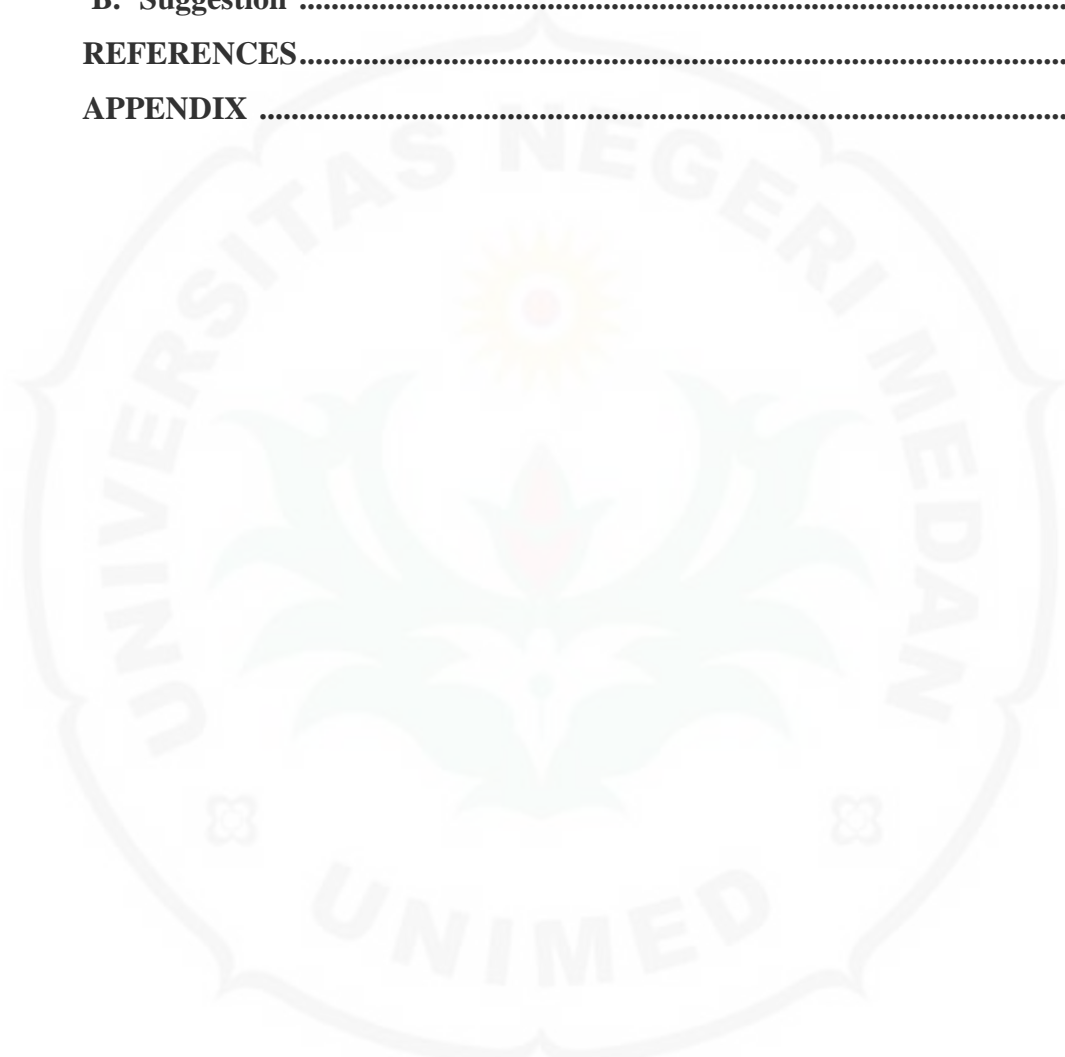 B. Suggestion ....................................................................................................
REFERENCES....................................................................................................
APPENDIX ....................................................................................................
UNIVERSITAS NEGERI MEDAN
UNIMED